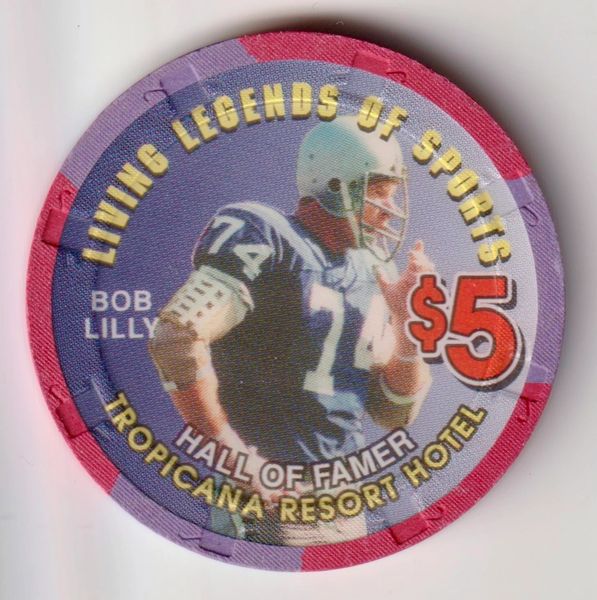 LIVING LEGENDS OF SPORTS
74
74
BOB
LILLY
$5
HALL OF FAMER
TROPICANA RESORT HOTEL